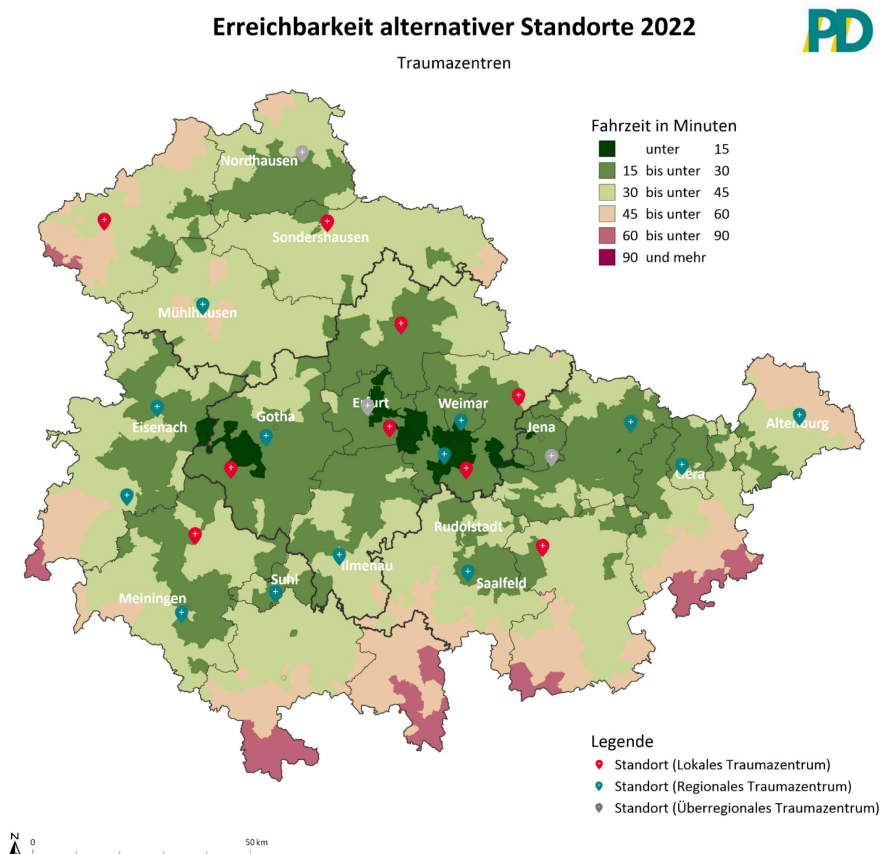 Erreichbarkeit alternativer Standorte 2022
PD
Traumazentren
Fahrzeit in Minuten
unter 15
15 bis unter 30
30 bis unter 45
45 bis unter 60
60 bis unter 90
90 und mehr
Nordhausen
Sondershausen
Mühlhausen
Eisenach
Gotha
Erfurt
Weimar
Jena
Altenburg
Gera
Rudolstadt
Ilmenau
Suhl
Saalfeld
Meiningen
Legende
Standort (Lokales Traumazentrum)
Standort (Regionales Traumazentrum)
Standort (Überregionales Traumazentrum)
N
0 50 km